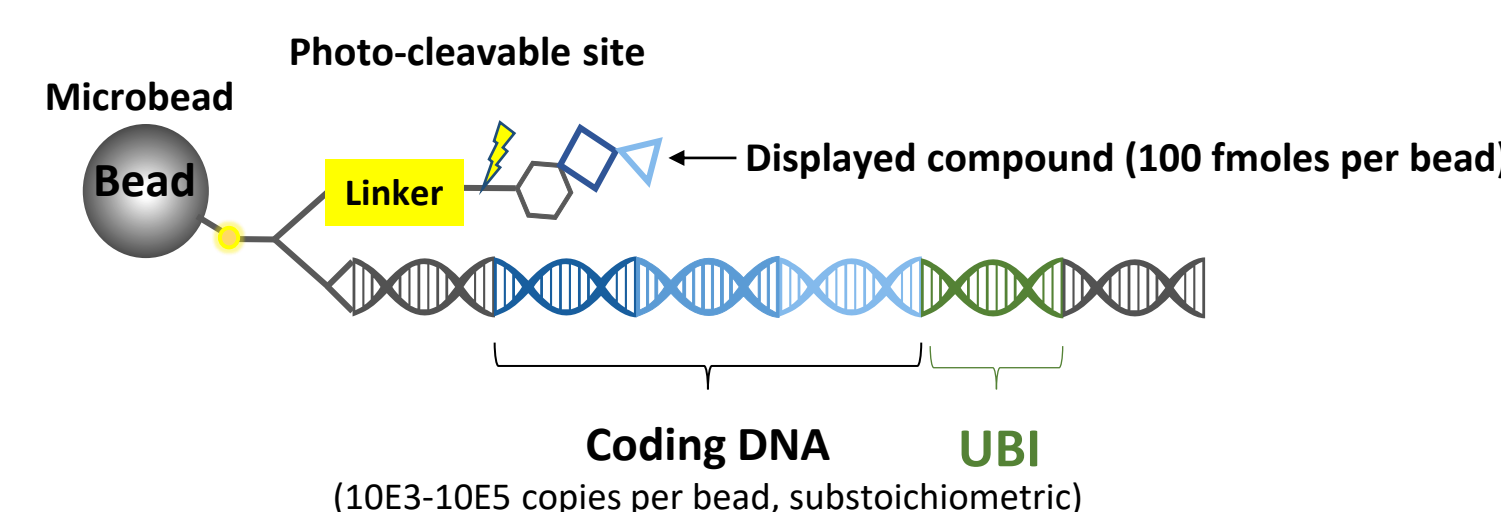 Photo-cleavable site
Microbead
Bead
Linker
Displayed compound (100 fmoles per bead)
Coding DNA
UBI
(10E3-10E5 copies per bead, substoichiometric)